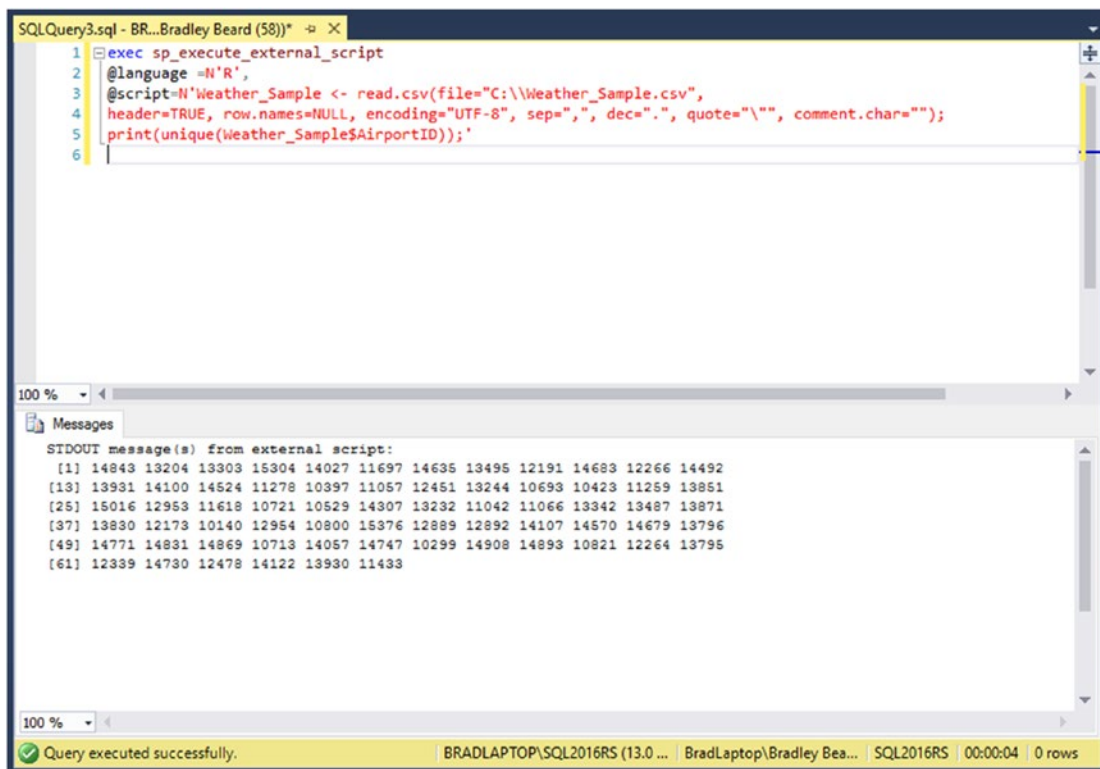 SQLQuery3.sql - BR...Bradley Beard (58))*
1 exec sp_execute_external_script
2 @language =N'R',
3 @script=N'Weather_Sample <- read.csv(file="C:\\Weather_Sample.csv",
4 header=TRUE, row.names=NULL, encoding="UTF-8", sep=",", dec=".", quote="\"", comment.char="");
5 print(unique(Weather_Sample$AirportID));'
6
100 %
Messages
STDOUT message(s) from external script:
[1] 14843 13204 13303 15304 14027 11697 14635 13495 12191 14683 12266 14492
[13] 13931 14100 14524 11278 10397 11057 12451 13244 10693 10423 11259 13851
[25] 15016 12953 11618 10721 10529 14307 13232 11042 11066 13342 13487 13871
[37] 13830 12173 10140 12954 10800 15376 12889 12892 14107 14570 14679 13796
[49] 14771 14831 14869 10713 14057 14747 10299 14908 14893 10821 12264 13795
[61] 12339 14730 12478 14122 13930 11433
100 %
Query executed successfully. BRADLAPTOP\SQL2016RS (13.0 ... BradLaptop\Bradley Bea... SQL2016RS 00:00:04 0 rows